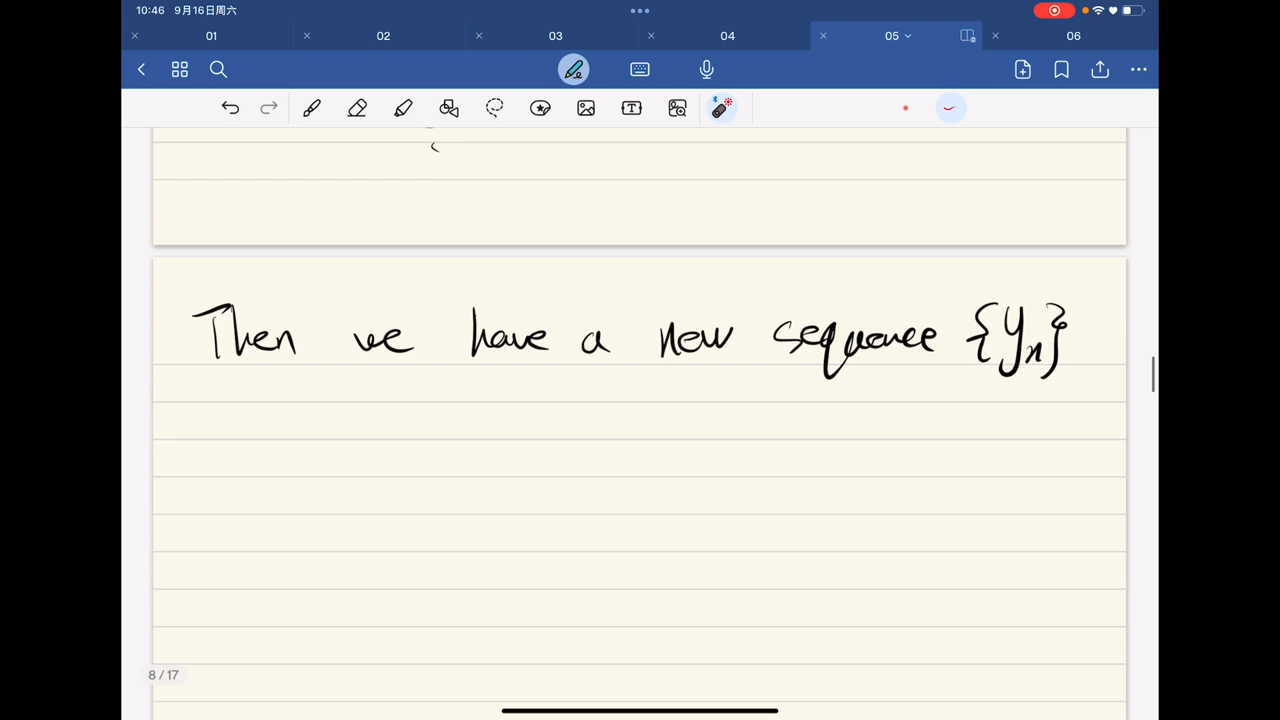 10:46 9月16日周六
01 02 03 04 05 06
Then we have a new sequence {yn}
8 / 17